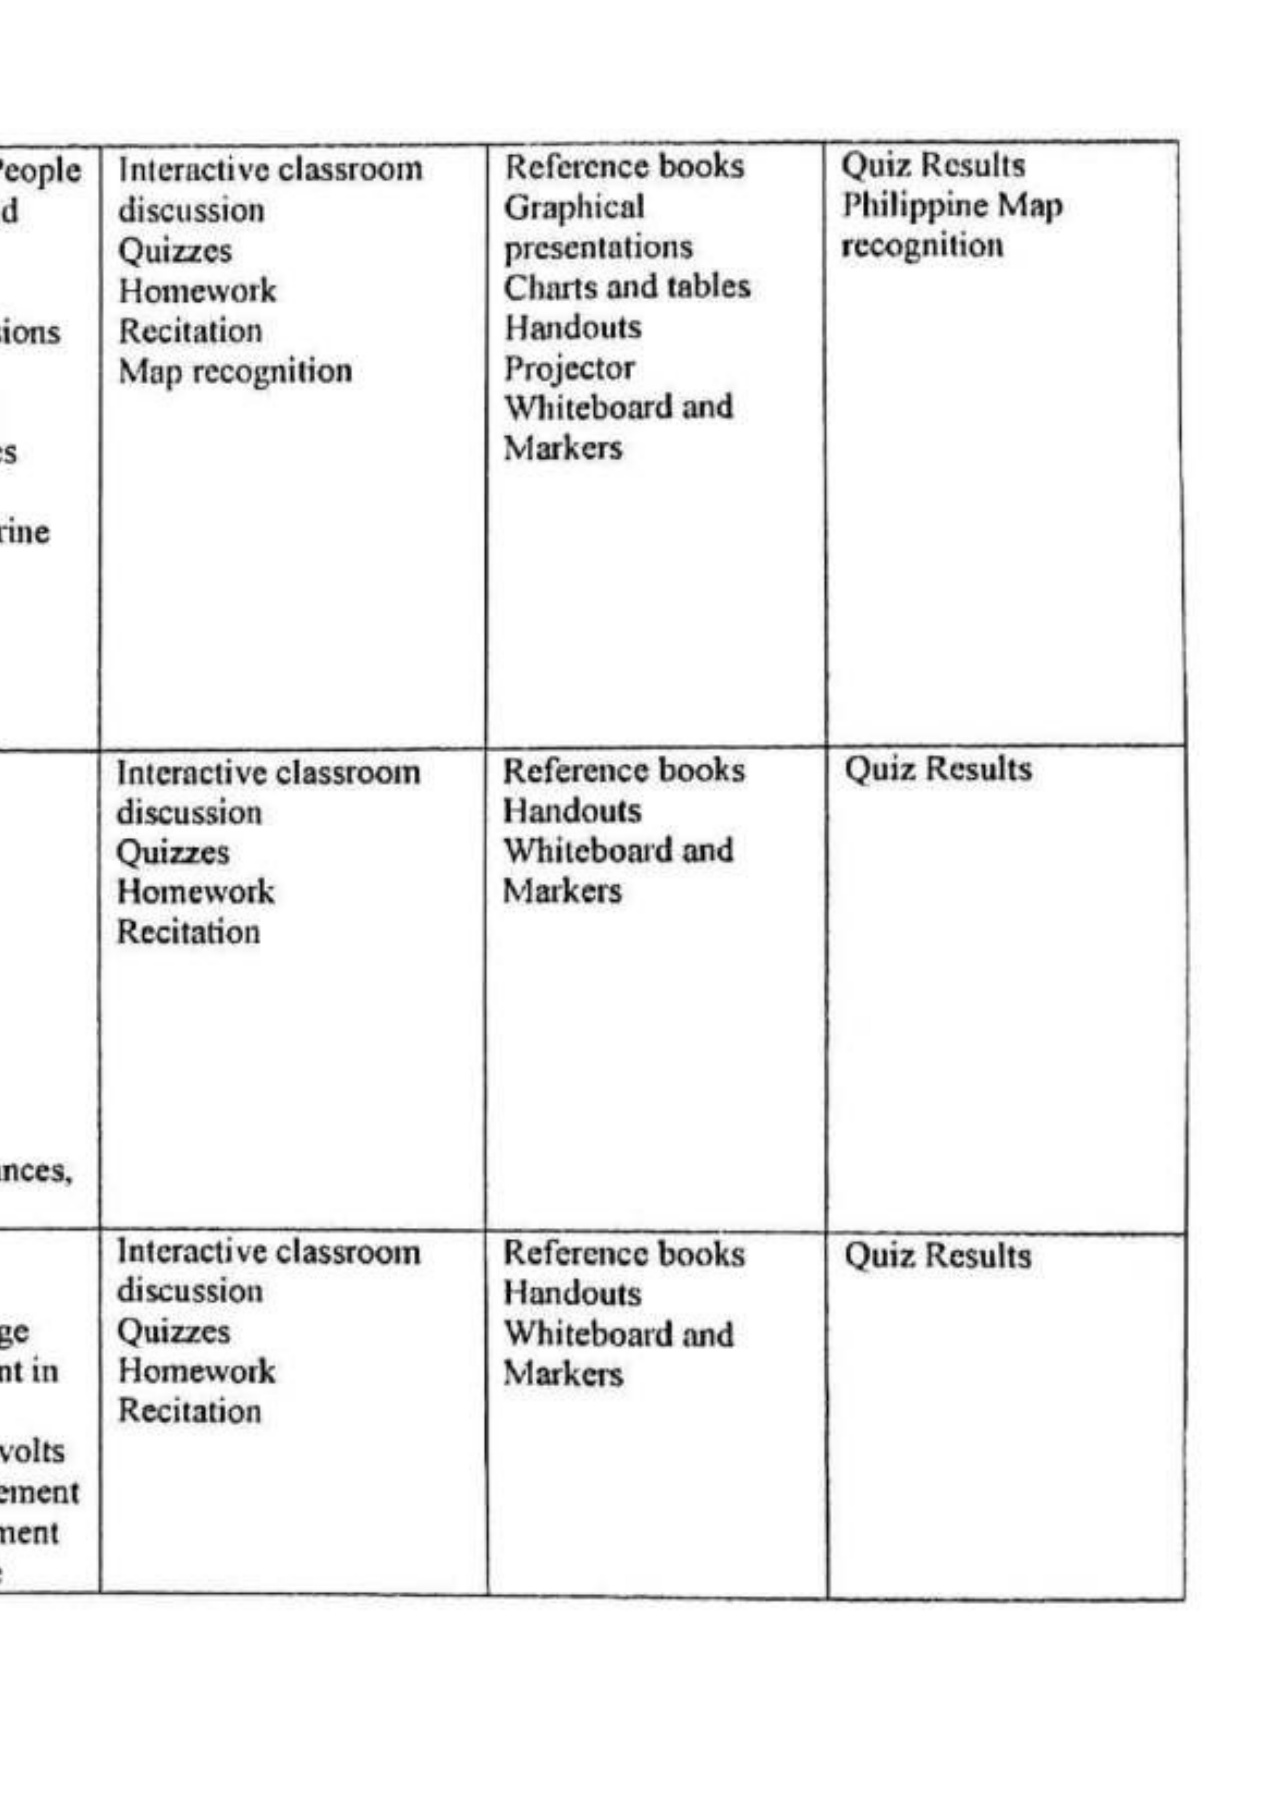 People
d
sions
es
rine
Interactive classroom
discussion
Quizzes
Homework
Recitation
Map recognition
Reference books
Graphical
presentations
Charts and tables
Handouts
Projector
Whiteboard and
Markers
Quiz Results
Philippine Map
recognition
nces,
Interactive classroom
discussion
Quizzes
Homework
Recitation
Reference books
Handouts
Whiteboard and
Markers
Quiz Results
ge
nt in
volts
ement
ment
Interactive classroom
discussion
Quizzes
Homework
Recitation
Reference books
Handouts
Whiteboard and
Markers
Quiz Results